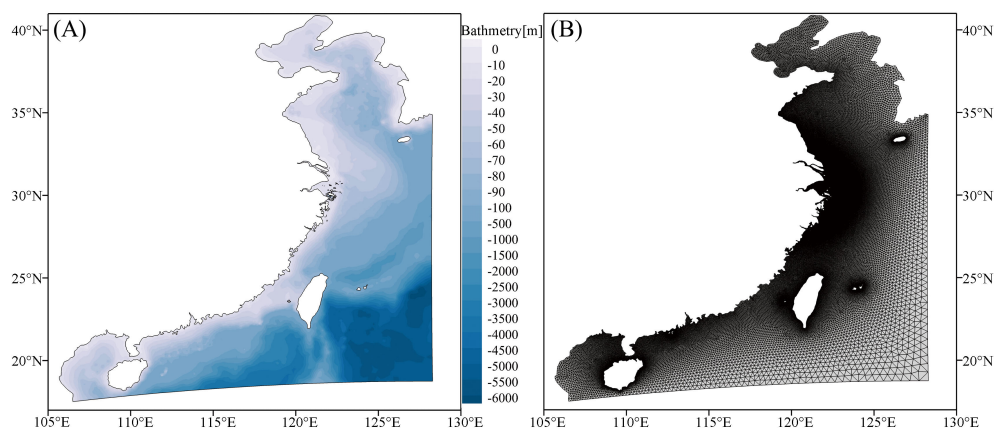 (A)
40°N
35°N
30°N
25°N
20°N
105°E
110°E
115°E
120°E
125°E
130°E
Bathmetry[m]
0
-10
-20
-30
-40
-50
-60
-70
-80
-90
-100
-500
-1000
-1500
-2000
-2500
-3000
-3500
-4000
-4500
-5000
-5500
-6000
(B)
40°N
35°N
30°N
25°N
20°N
105°E
110°E
115°E
120°E
125°E
130°E